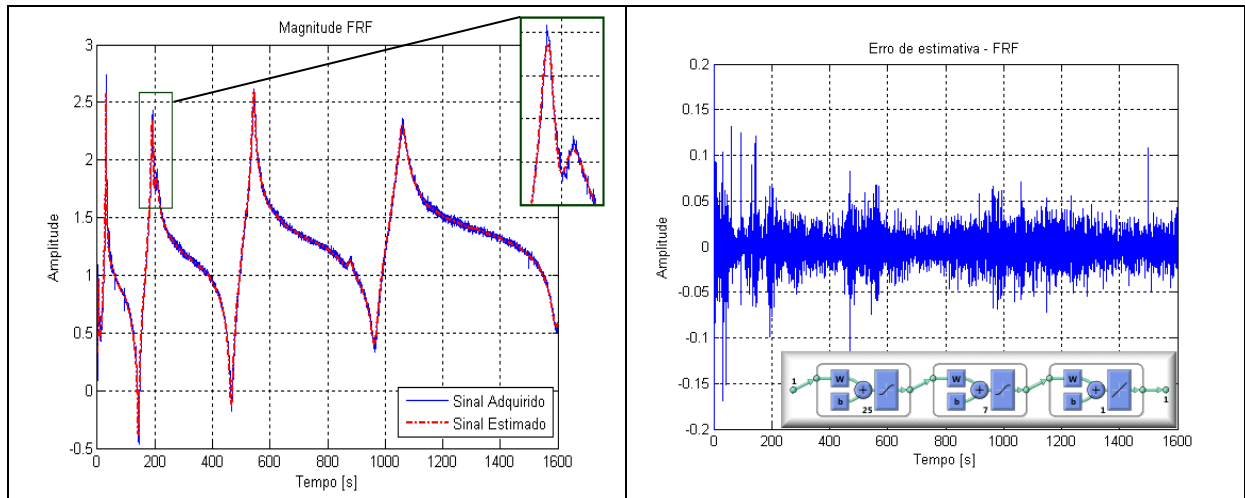 Magnitude FRF
3
2.5
2
1.5
1
0.5
0
-0.5
Amplitude
0 200 400 600 800 1000 1200 1400 1600
Tempo [s]
Sinal Adquirido
Sinal Estimado
Erro de estimativa - FRF
0.2
0.15
0.1
0.05
0
-0.05
-0.1
-0.15
-0.2
Amplitude
1 W b + 25 W b + 7 W b + 1 1
0 200 400 600 800 1000 1200 1400 1600
Tempo [s]